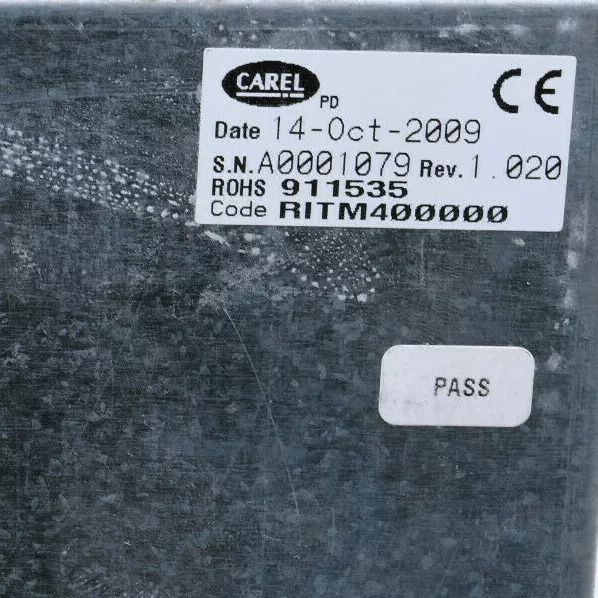 CAREL
PD
CE
Date 14-Oct-2009
S.N. A0001079 Rev. 1.020
ROHS 911535
Code RITM400000
PASS